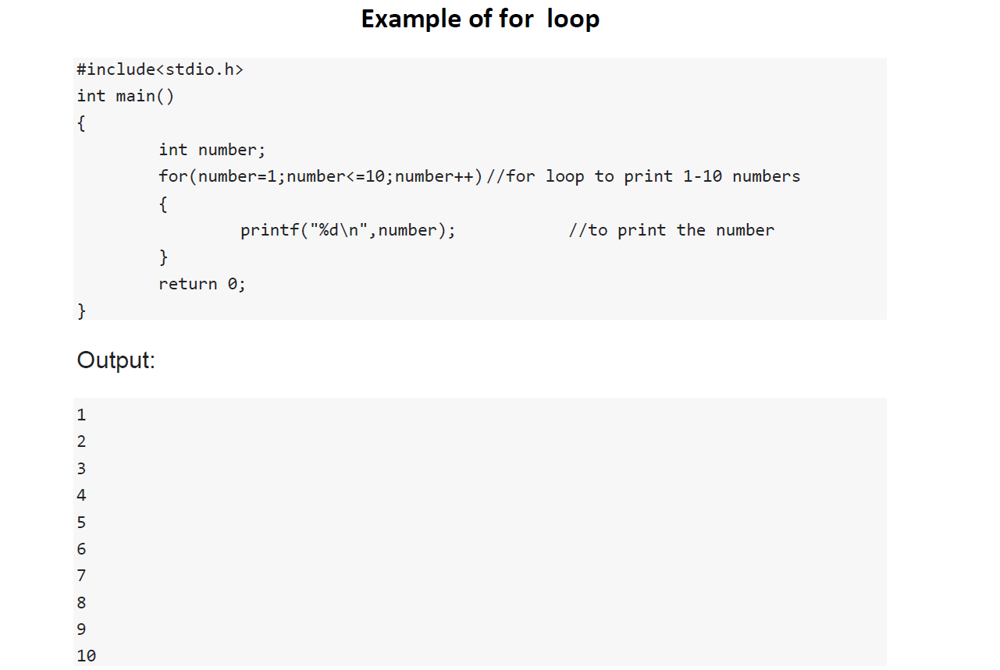 Example of for  loop
#include<stdio.h>
int main()
{
        int number;
        for(number=1;number<=10;number++)//for loop to print 1-10 numbers
        {
                printf("%d\n",number);           //to print the number
        }
        return 0;
}
Output:
1
2
3
4
5
6
7
8
9
10